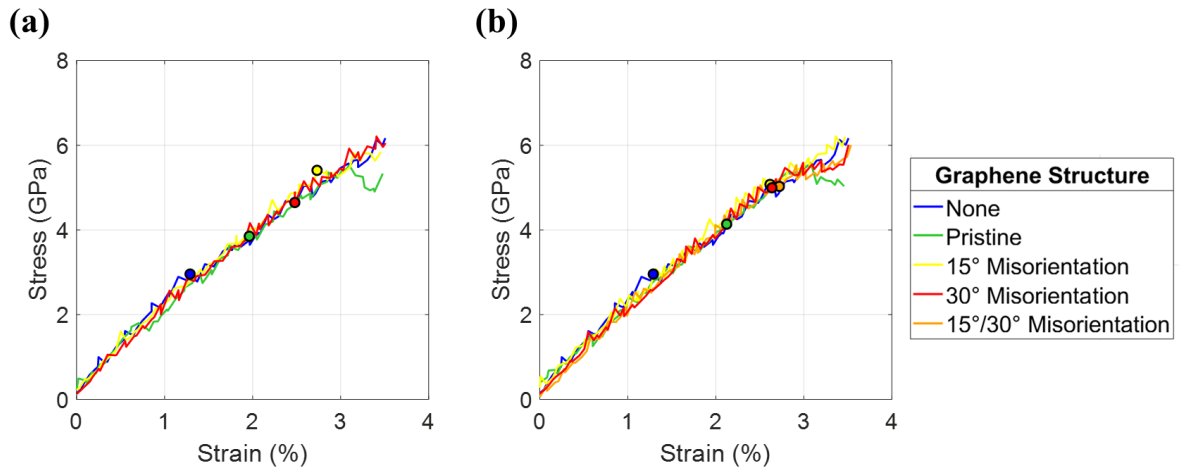 (a)
(b)
8
6
4
2
0
0 1 2 3 4
Stress (GPa)
Strain (%)
8
6
4
2
0
0 1 2 3 4
Stress (GPa)
Strain (%)
Graphene Structure
None
Pristine
15° Misorientation
30° Misorientation
15°/30° Misorientation